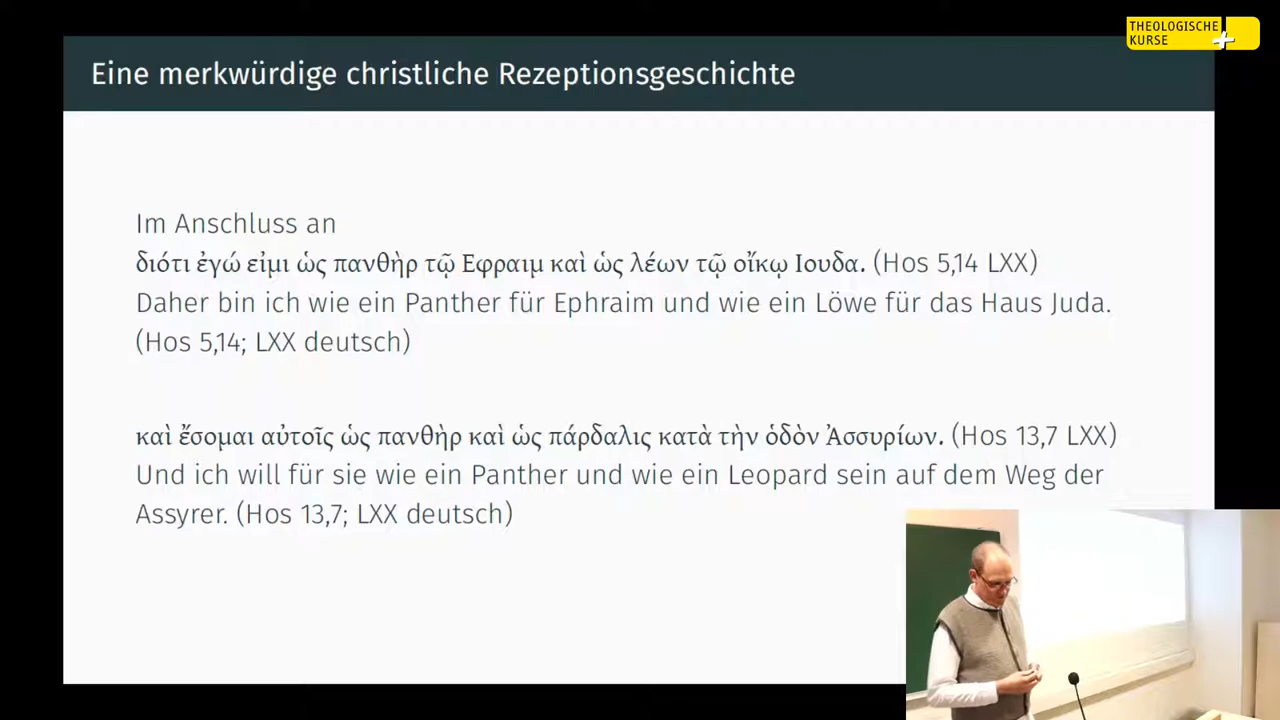 THEOLOGISCHE
KURSE
Eine merkwürdige christliche Rezeptionsgeschichte
Im Anschluss an
διότι ἐγώ εἰμι ὡς πανθὴρ τῷ Εφραιμ καὶ ὡς λέων τῷ οἴκῳ Ιουδα. (Hos 5,14 LXX)
Daher bin ich wie ein Panther für Ephraim und wie ein Löwe für das Haus Juda.
(Hos 5,14; LXX deutsch)
καὶ ἔσομαι αὐτοῖς ὡς πανθὴρ καὶ ὡς πάρδαλις κατὰ τὴν ὁδὸν Ἀσσυρίων. (Hos 13,7 LXX)
Und ich will für sie wie ein Panther und wie ein Leopard sein auf dem Weg der
Assyrer. (Hos 13,7; LXX deutsch)